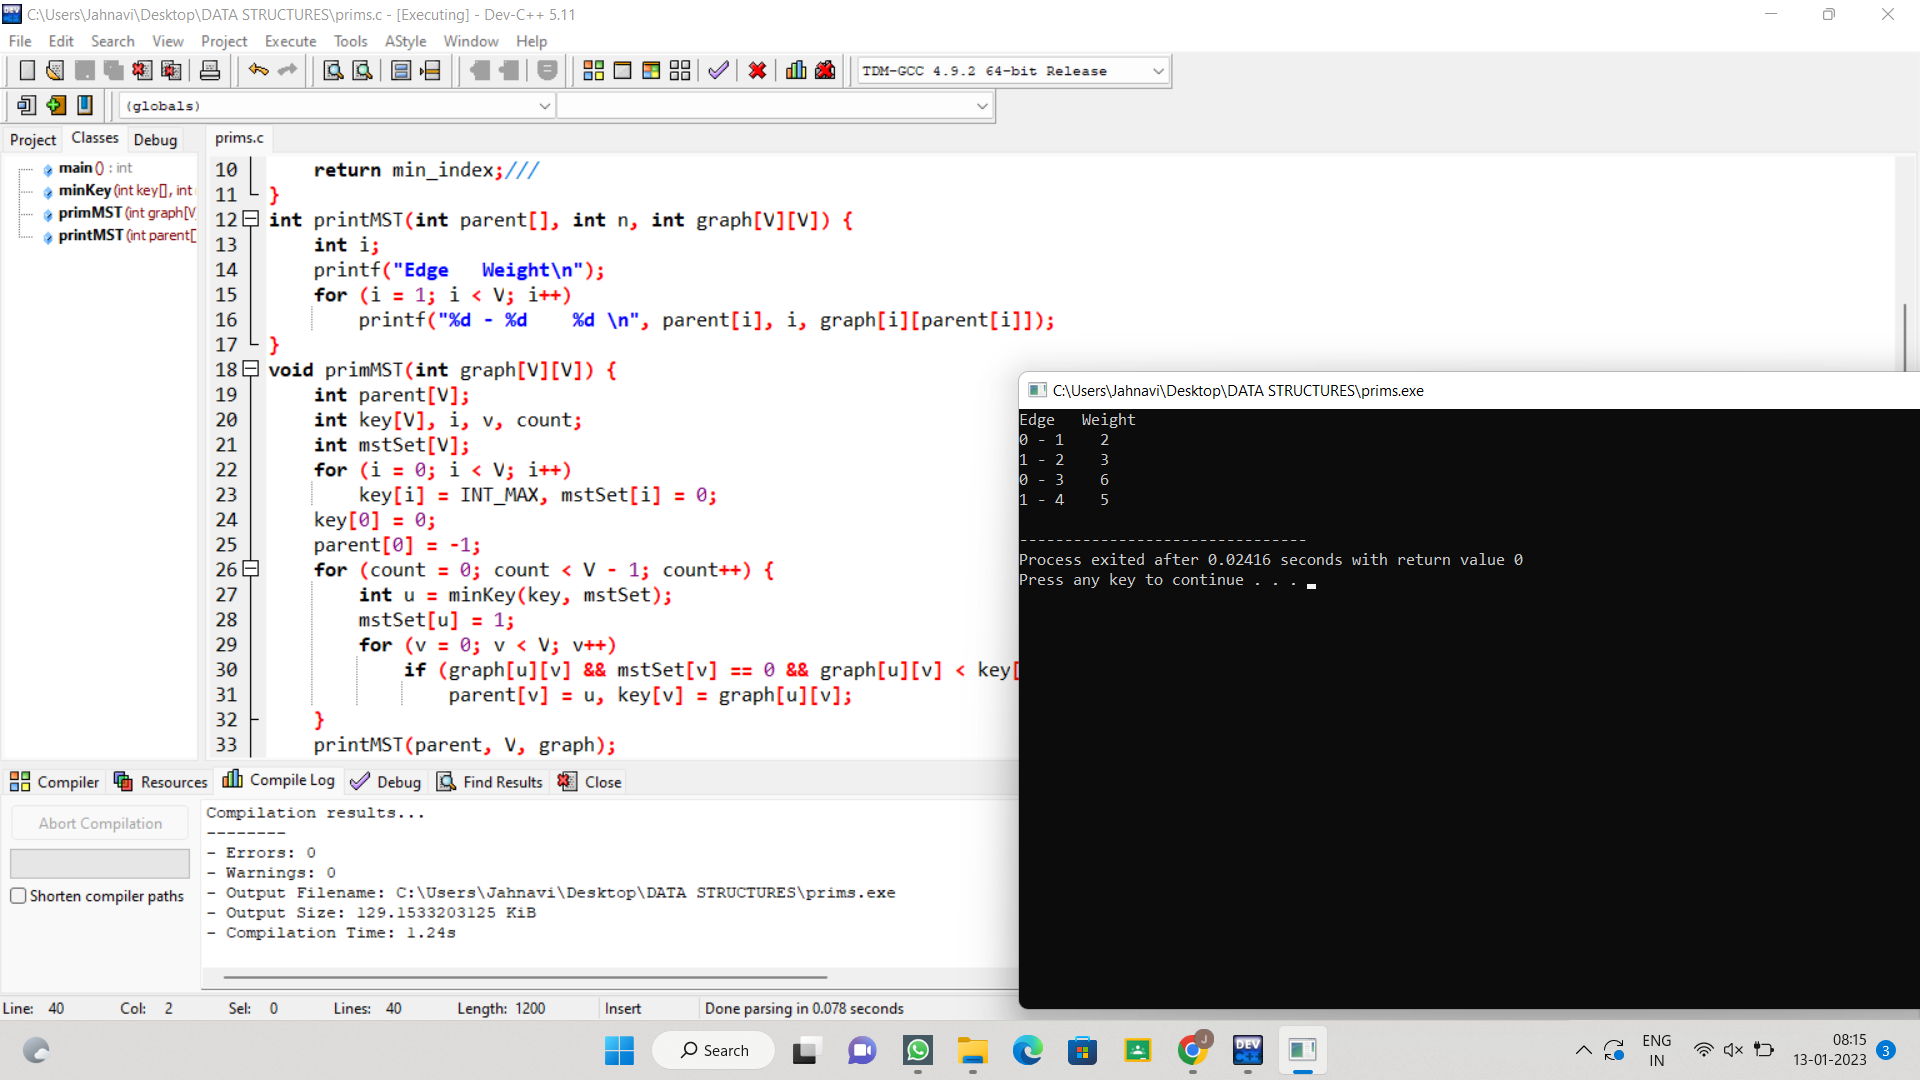 C:\Users\Jahnavi\Desktop\DATA STRUCTURES\prims.c - [Executing] - Dev-C++ 5.11
File Edit Search View Project Execute Tools AStyle Window Help
TDM-GCC 4.9.2 64-bit Release
(globals)
Project Classes Debug
main () : int
minKey (int key[], int
primMST (int graph[V
printMST (int parent[
prims.c
10 return min_index;///
11 }
12 int printMST(int parent[], int n, int graph[V][V]) {
13 int i;
14 printf("Edge   Weight\n");
15 for (i = 1; i < V; i++)
16 printf("%d - %d    %d \n", parent[i], i, graph[i][parent[i]]);
17 }
18 void primMST(int graph[V][V]) {
19 int parent[V];
20 int key[V], i, v, count;
21 int mstSet[V];
22 for (i = 0; i < V; i++)
23 key[i] = INT_MAX, mstSet[i] = 0;
24 key[0] = 0;
25 parent[0] = -1;
26 for (count = 0; count < V - 1; count++) {
27 int u = minKey(key, mstSet);
28 mstSet[u] = 1;
29 for (v = 0; v < V; v++)
30 if (graph[u][v] && mstSet[v] == 0 && graph[u][v] < key[
31 parent[v] = u, key[v] = graph[u][v];
32 }
33 printMST(parent, V, graph);
C:\Users\Jahnavi\Desktop\DATA STRUCTURES\prims.exe
Edge   Weight
0 - 1    2
1 - 2    3
0 - 3    6
1 - 4    5
--------------------------------
Process exited after 0.02416 seconds with return value 0
Press any key to continue . . .
Compiler Resources Compile Log Debug Find Results Close
Abort Compilation
Shorten compiler paths
Compilation results...
--------
- Errors: 0
- Warnings: 0
- Output Filename: C:\Users\Jahnavi\Desktop\DATA STRUCTURES\prims.exe
- Output Size: 129.1533203125 KiB
- Compilation Time: 1.24s
Line: 40 Col: 2 Sel: 0 Lines: 40 Length: 1200 Insert Done parsing in 0.078 seconds
Search
J
DEV
C++
ENG
IN
08:15
13-01-2023
3